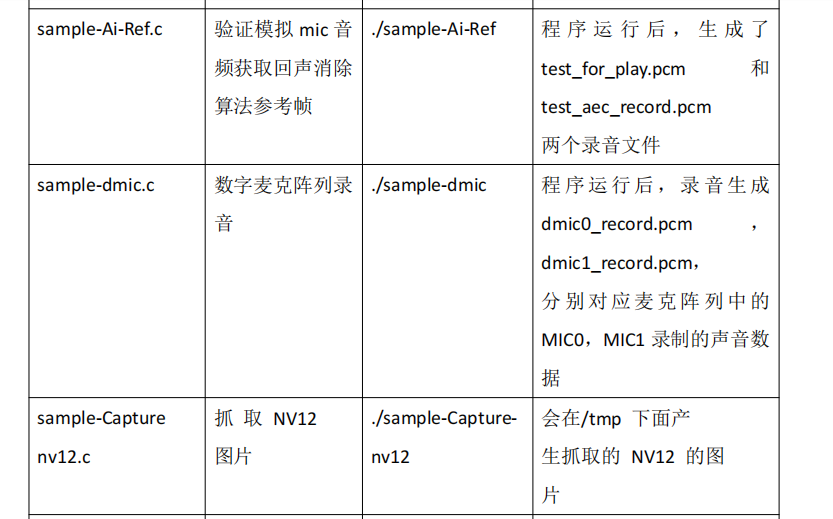 sample-Ai-Ref.c
验证模拟 mic 音
频获取回声消除
算法参考帧
./sample-Ai-Ref
程序运行后，生成了
test_for_play.pcm 和
test_aec_record.pcm
两个录音文件
sample-dmic.c
数字麦克阵列录
音
./sample-dmic
程序运行后，录音生成
dmic0_record.pcm ，
dmic1_record.pcm，
分别对应麦克阵列中的
MIC0，MIC1 录制的声音数
据
sample-Capture
nv12.c
抓 取 NV12
图片
./sample-Capture-
nv12
会在/tmp 下面产
生抓取的 NV12 的图
片